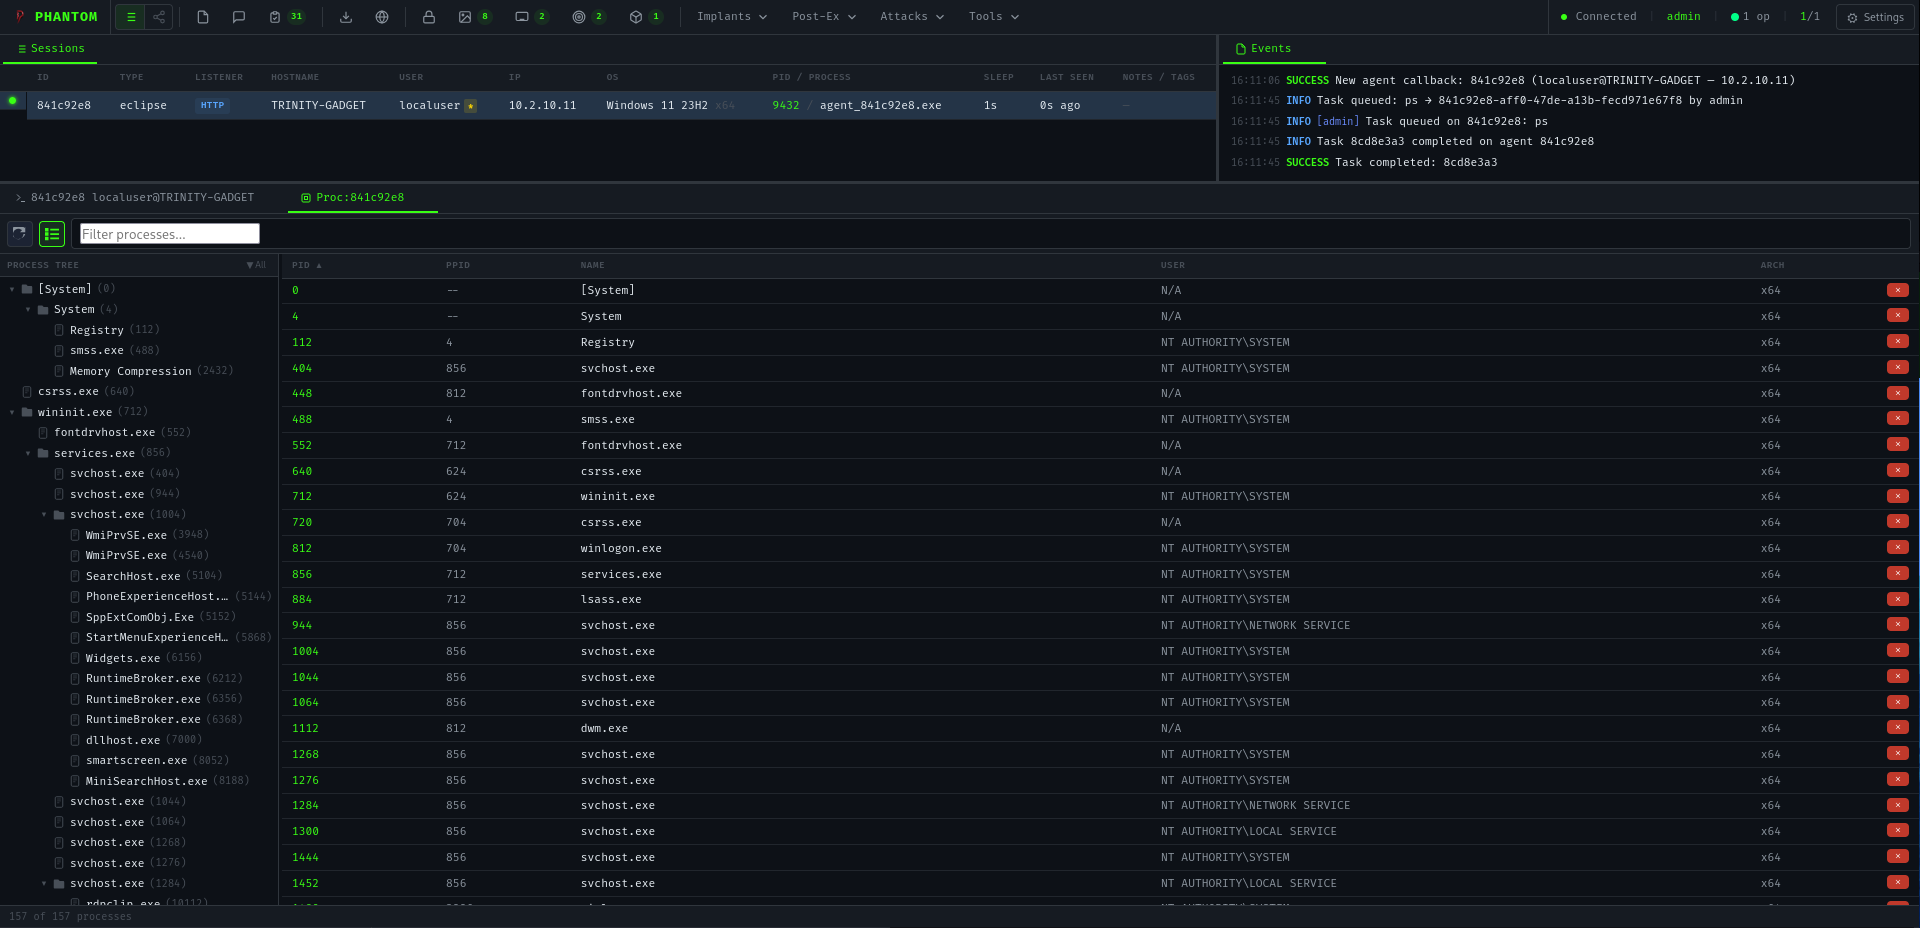 PHANTOM 31 8 2 2 1 Implants Post-Ex Attacks Tools Connected admin 1 op 1/1 Settings
Sessions
ID TYPE LISTENER HOSTNAME USER IP OS PID / PROCESS SLEEP LAST SEEN NOTES / TAGS
841c92e8 eclipse HTTP TRINITY-GADGET localuser ★ 10.2.10.11 Windows 11 23H2 x64 9432 / agent_841c92e8.exe 1s 0s ago —
Events
16:11:06 SUCCESS New agent callback: 841c92e8 (localuser@TRINITY-GADGET — 10.2.10.11)
16:11:45 INFO Task queued: ps → 841c92e8-aff0-47de-a13b-fecd971e67f8 by admin
16:11:45 INFO [admin] Task queued on 841c92e8: ps
16:11:45 INFO Task 8cd8e3a3 completed on agent 841c92e8
16:11:45 SUCCESS Task completed: 8cd8e3a3
841c92e8 localuser@TRINITY-GADGET Proc:841c92e8
Filter processes...
PROCESS TREE ▼ All
[System] (0)
System (4)
Registry (112)
smss.exe (488)
Memory Compression (2432)
csrss.exe (640)
wininit.exe (712)
fontdrvhost.exe (552)
services.exe (856)
svchost.exe (404)
svchost.exe (944)
svchost.exe (1004)
WmiPrvSE.exe (3948)
WmiPrvSE.exe (4540)
SearchHost.exe (5104)
PhoneExperienceHost.… (5144)
SppExtComObj.Exe (5152)
StartMenuExperienceH… (5868)
Widgets.exe (6156)
RuntimeBroker.exe (6212)
RuntimeBroker.exe (6356)
RuntimeBroker.exe (6368)
dllhost.exe (7000)
smartscreen.exe (8052)
MiniSearchHost.exe (8188)
svchost.exe (1044)
svchost.exe (1064)
svchost.exe (1268)
svchost.exe (1276)
svchost.exe (1284)
rdpclip.exe (10112)
PID ▲ PPID NAME USER ARCH
0 -- [System] N/A x64 ×
4 -- System N/A x64 ×
112 4 Registry NT AUTHORITY\SYSTEM x64 ×
404 856 svchost.exe NT AUTHORITY\SYSTEM x64 ×
448 812 fontdrvhost.exe N/A x64 ×
488 4 smss.exe NT AUTHORITY\SYSTEM x64 ×
552 712 fontdrvhost.exe N/A x64 ×
640 624 csrss.exe N/A x64 ×
712 624 wininit.exe NT AUTHORITY\SYSTEM x64 ×
720 704 csrss.exe N/A x64 ×
812 704 winlogon.exe NT AUTHORITY\SYSTEM x64 ×
856 712 services.exe NT AUTHORITY\SYSTEM x64 ×
884 712 lsass.exe NT AUTHORITY\SYSTEM x64 ×
944 856 svchost.exe NT AUTHORITY\NETWORK SERVICE x64 ×
1004 856 svchost.exe NT AUTHORITY\SYSTEM x64 ×
1044 856 svchost.exe NT AUTHORITY\SYSTEM x64 ×
1064 856 svchost.exe NT AUTHORITY\SYSTEM x64 ×
1112 812 dwm.exe N/A x64 ×
1268 856 svchost.exe NT AUTHORITY\SYSTEM x64 ×
1276 856 svchost.exe NT AUTHORITY\SYSTEM x64 ×
1284 856 svchost.exe NT AUTHORITY\NETWORK SERVICE x64 ×
1300 856 svchost.exe NT AUTHORITY\LOCAL SERVICE x64 ×
1444 856 svchost.exe NT AUTHORITY\SYSTEM x64 ×
1452 856 svchost.exe NT AUTHORITY\LOCAL SERVICE x64 ×
157 of 157 processes